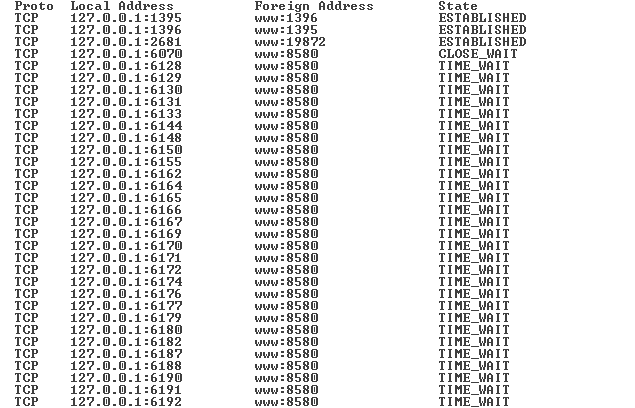 Proto Local Address Foreign Address State
TCP 127.0.0.1:1395 www:1396 ESTABLISHED
TCP 127.0.0.1:1396 www:1395 ESTABLISHED
TCP 127.0.0.1:2681 www:19872 ESTABLISHED
TCP 127.0.0.1:6070 www:8580 CLOSE_WAIT
TCP 127.0.0.1:6128 www:8580 TIME_WAIT
TCP 127.0.0.1:6129 www:8580 TIME_WAIT
TCP 127.0.0.1:6130 www:8580 TIME_WAIT
TCP 127.0.0.1:6131 www:8580 TIME_WAIT
TCP 127.0.0.1:6133 www:8580 TIME_WAIT
TCP 127.0.0.1:6144 www:8580 TIME_WAIT
TCP 127.0.0.1:6148 www:8580 TIME_WAIT
TCP 127.0.0.1:6150 www:8580 TIME_WAIT
TCP 127.0.0.1:6155 www:8580 TIME_WAIT
TCP 127.0.0.1:6162 www:8580 TIME_WAIT
TCP 127.0.0.1:6164 www:8580 TIME_WAIT
TCP 127.0.0.1:6165 www:8580 TIME_WAIT
TCP 127.0.0.1:6166 www:8580 TIME_WAIT
TCP 127.0.0.1:6167 www:8580 TIME_WAIT
TCP 127.0.0.1:6169 www:8580 TIME_WAIT
TCP 127.0.0.1:6170 www:8580 TIME_WAIT
TCP 127.0.0.1:6171 www:8580 TIME_WAIT
TCP 127.0.0.1:6172 www:8580 TIME_WAIT
TCP 127.0.0.1:6174 www:8580 TIME_WAIT
TCP 127.0.0.1:6176 www:8580 TIME_WAIT
TCP 127.0.0.1:6177 www:8580 TIME_WAIT
TCP 127.0.0.1:6179 www:8580 TIME_WAIT
TCP 127.0.0.1:6180 www:8580 TIME_WAIT
TCP 127.0.0.1:6182 www:8580 TIME_WAIT
TCP 127.0.0.1:6187 www:8580 TIME_WAIT
TCP 127.0.0.1:6188 www:8580 TIME_WAIT
TCP 127.0.0.1:6190 www:8580 TIME_WAIT
TCP 127.0.0.1:6191 www:8580 TIME_WAIT
TCP 127.0.0.1:6192 www:8580 TIME_WAIT